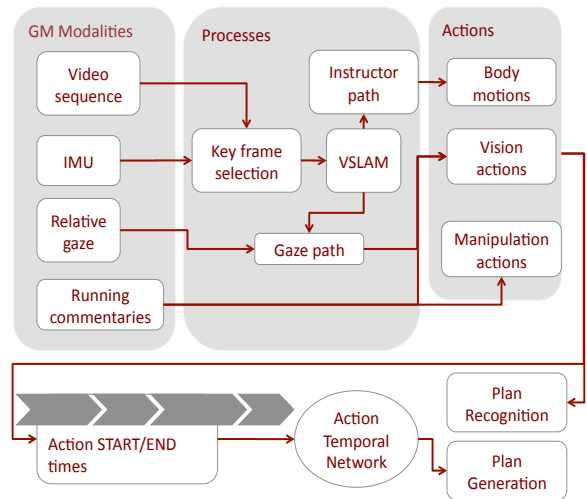 GM Modalities
Processes
Actions
Video
sequence
Instructor
path
Body
motions
IMU
Key frame
selection
VSLAM
Vision
actions
Relative
gaze
Gaze path
Manipulation
actions
Running
commentaries
Action START/END
times
Action
Temporal
Network
Plan
Recognition
Plan
Generation